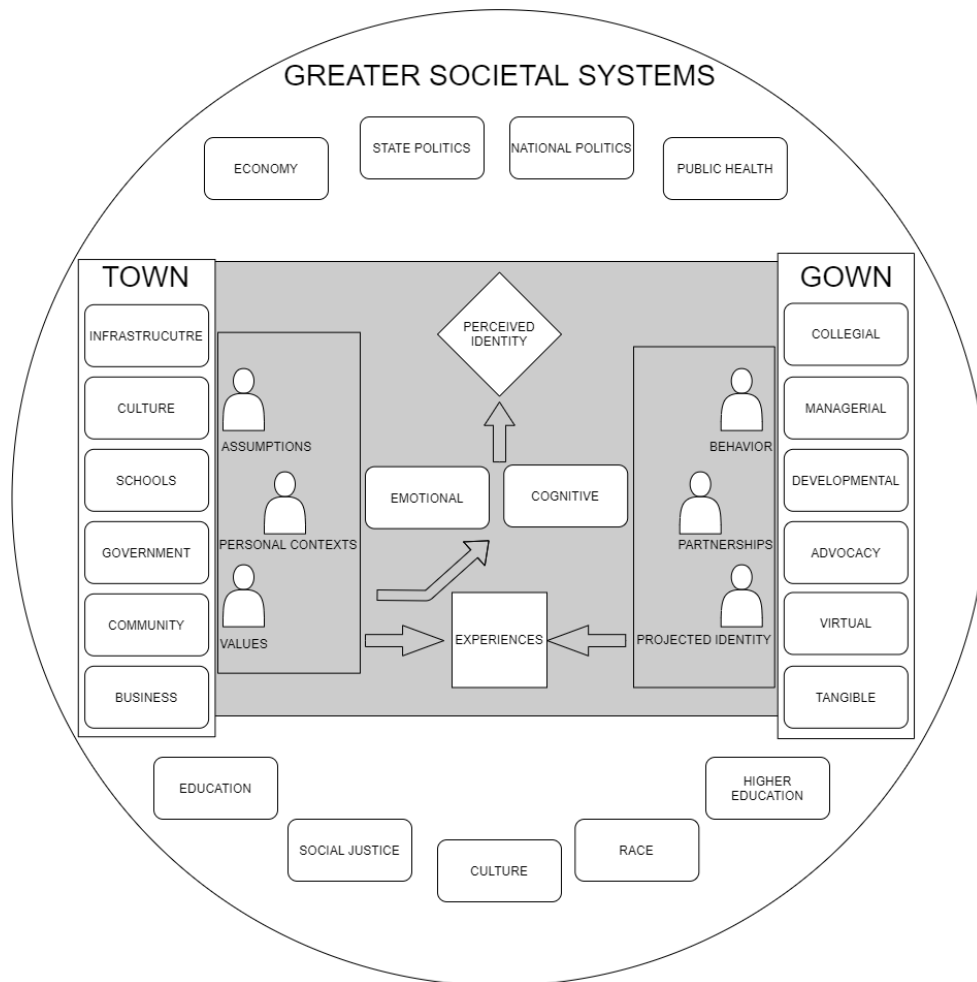 GREATER SOCIETAL SYSTEMS
ECONOMY
STATE POLITICS
NATIONAL POLITICS
PUBLIC HEALTH
TOWN
INFRASTRUCUTRE
CULTURE
SCHOOLS
GOVERNMENT
COMMUNITY
BUSINESS
ASSUMPTIONS
PERSONAL CONTEXTS
VALUES
PERCEIVED
IDENTITY
EMOTIONAL
COGNITIVE
EXPERIENCES
BEHAVIOR
PARTNERSHIPS
PROJECTED IDENTITY
GOWN
COLLEGIAL
MANAGERIAL
DEVELOPMENTAL
ADVOCACY
VIRTUAL
TANGIBLE
EDUCATION
SOCIAL JUSTICE
CULTURE
RACE
HIGHER
EDUCATION